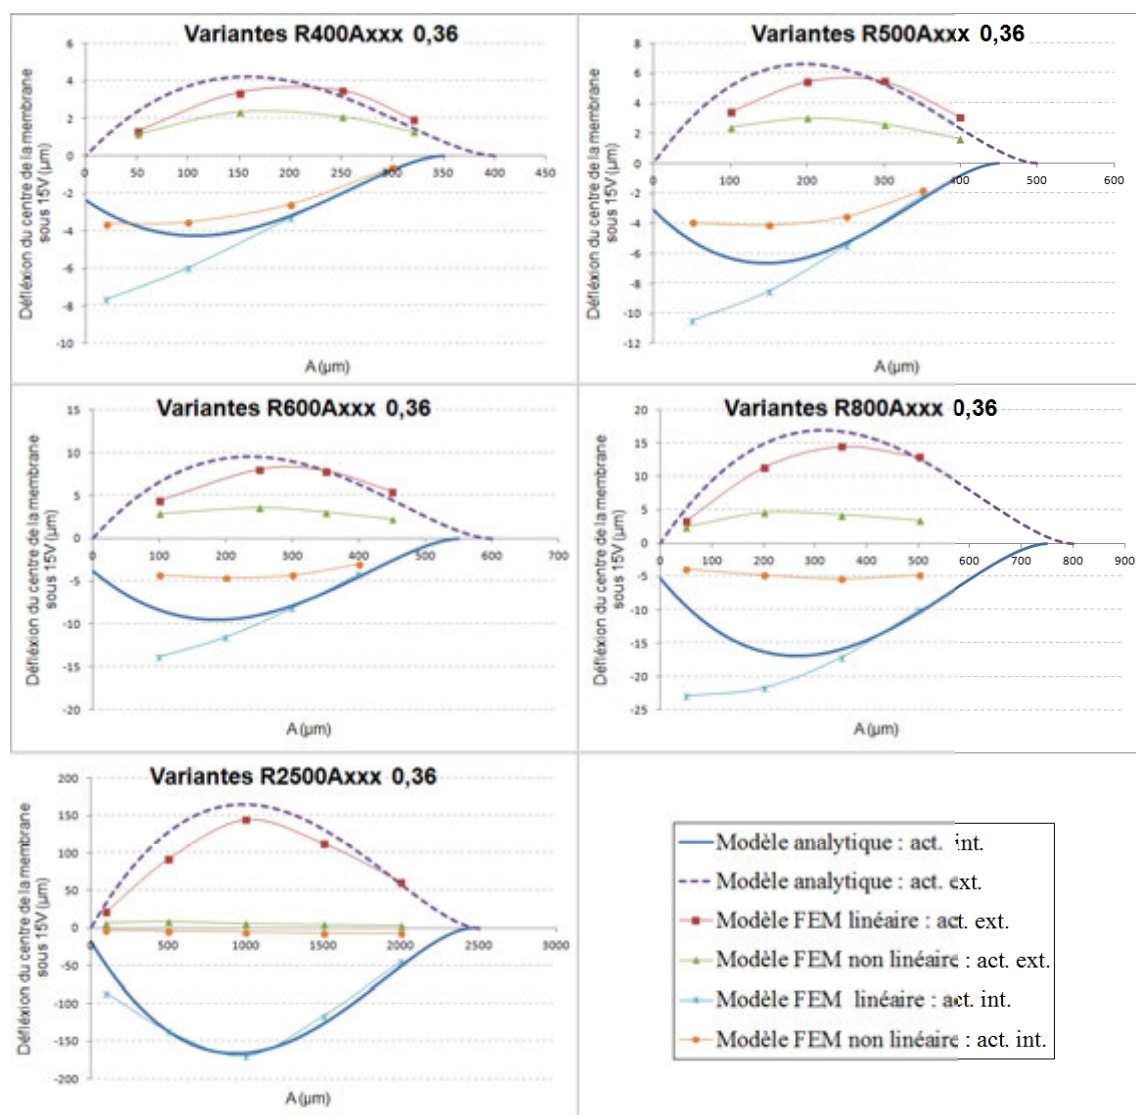 Variantes R400Axxx 0,36
Défléxion du centre de la membrane
sous 15V (µm)
6
4
2
0
-2
-4
-6
-8
-10
0 50 100 150 200 250 300 350 400 450
A (µm)
Variantes R500Axxx 0,36
Défléxion du centre de la membrane
sous 15V (µm)
8
6
4
2
0
-2
-4
-6
-8
-10
-12
0 100 200 300 400 500 600
A (µm)
Variantes R600Axxx 0,36
Défléxion du centre de la membrane
sous 15V (µm)
15
10
5
0
-5
-10
-15
-20
0 100 200 300 400 500 600 700
A (µm)
Variantes R800Axxx 0,36
Défléxion du centre de la membrane
sous 15V (µm)
20
15
10
5
0
-5
-10
-15
-20
-25
0 100 200 300 400 500 600 700 800 900
A (µm)
Variantes R2500Axxx 0,36
Défléxion du centre de la membrane
sous 15V (µm)
200
150
100
50
0
-50
-100
-150
-200
0 500 1000 1500 2000 2500 3000
A (µm)
Modèle analytique : act. int.
Modèle analytique : act. ext.
Modèle FEM linéaire : act. ext.
Modèle FEM non linéaire : act. ext.
Modèle FEM linéaire : act. int.
Modèle FEM non linéaire : act. int.